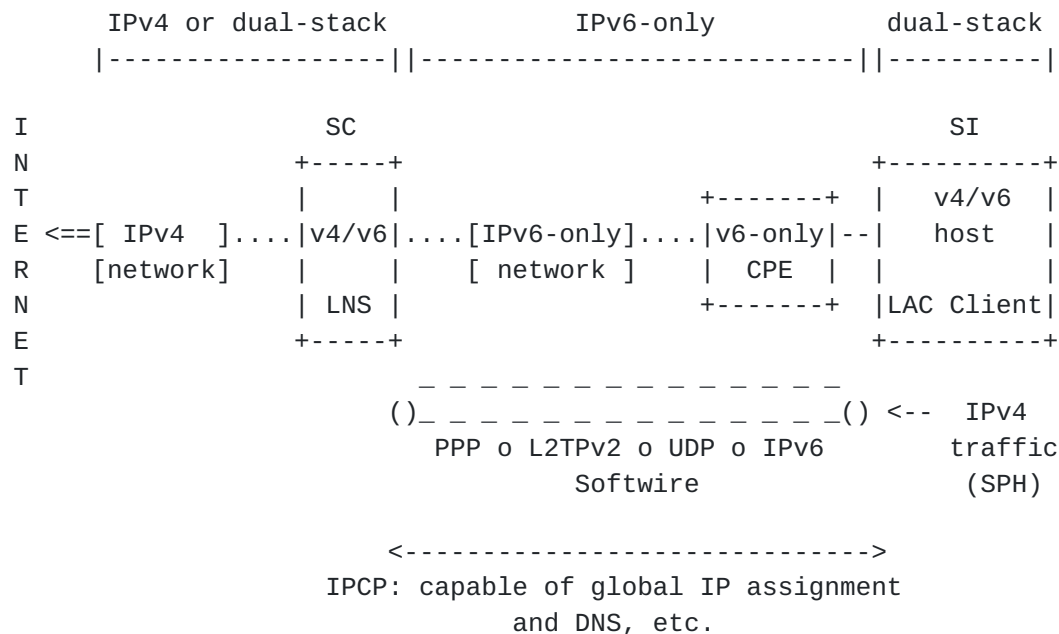 IPv4 or dual-stack            IPv6-only           dual-stack
     |------------------||----------------------------||----------|

I                   SC                                       SI
N                 +-----+                              +----------+
T                 |     |                   +-------+  |   v4/v6  |
E <==[ IPv4  ]....|v4/v6|....[IPv6-only]....|v6-only|--|   host   |
R    [network]    |     |    [ network ]    |  CPE  |  |          |
N                 | LNS |                   +-------+  |LAC Client|
E                 +-----+                              +----------+
T                         _ _ _ _ _ _ _ _ _ _ _ _ _ _
                        ()_ _ _ _ _ _ _ _ _ _ _ _ _ _() <--  IPv4
                           PPP o L2TPv2 o UDP o IPv6        traffic
                                    Softwire                 (SPH)

                        <------------------------------>
                    IPCP: capable of global IP assignment
                                and DNS, etc.